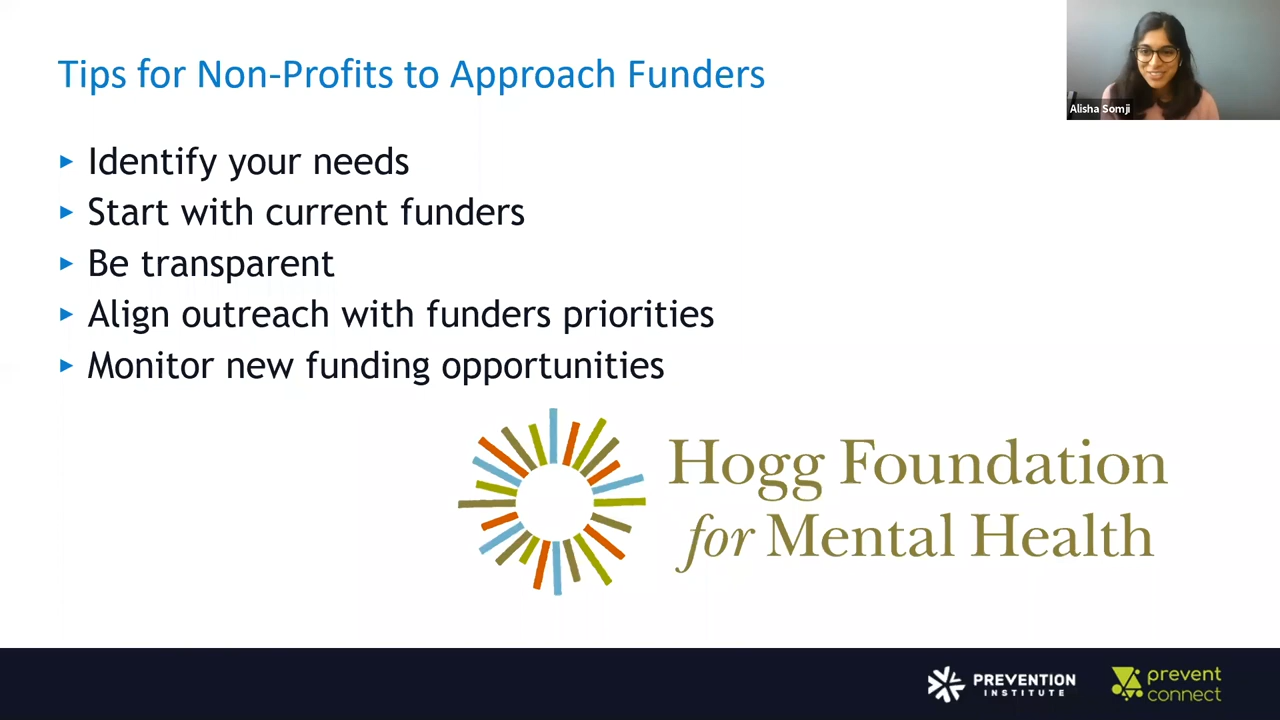 Tips for Non-Profits to Approach Funders
Alisha Somji
Identify your needs
Start with current funders
Be transparent
Align outreach with funders priorities
Monitor new funding opportunities
Hogg Foundation
for Mental Health
PREVENTION
INSTITUTE
prevent
connect